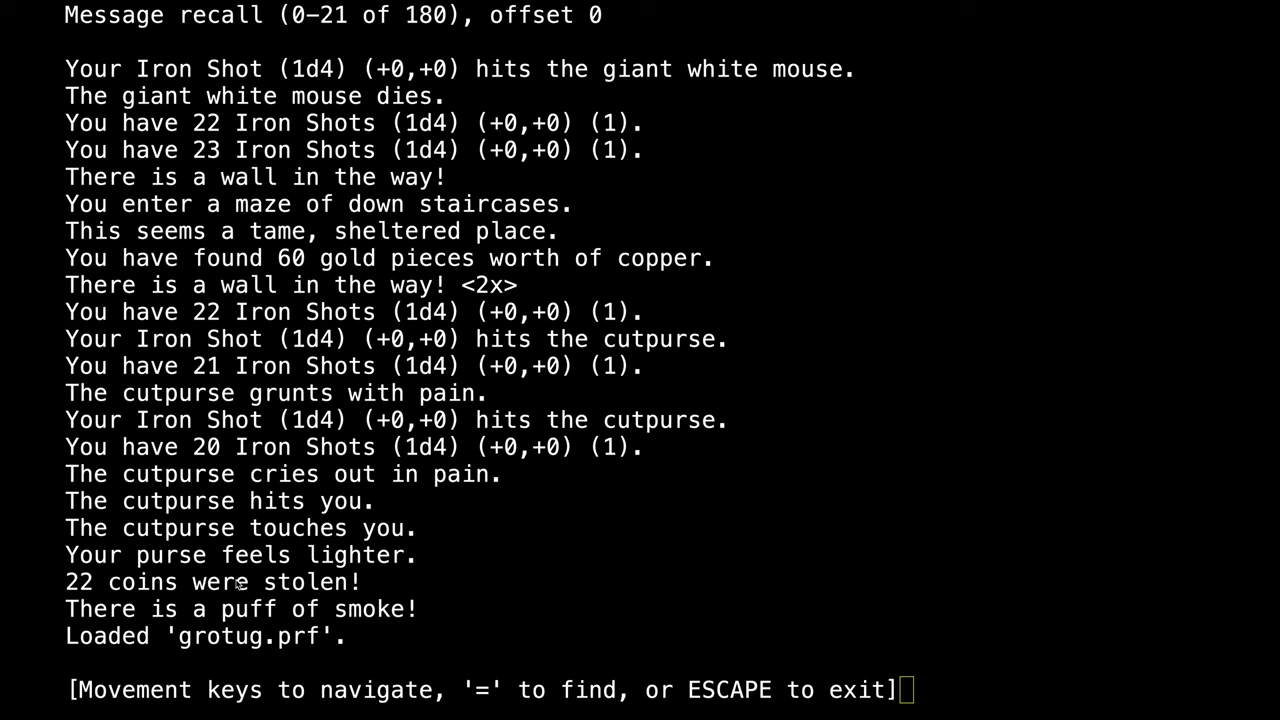 Message recall (0-21 of 180), offset 0
Your Iron Shot (1d4) (+0,+0) hits the giant white mouse.
The giant white mouse dies.
You have 22 Iron Shots (1d4) (+0,+0) (1).
You have 23 Iron Shots (1d4) (+0,+0) (1).
There is a wall in the way!
You enter a maze of down staircases.
This seems a tame, sheltered place.
You have found 60 gold pieces worth of copper.
There is a wall in the way! <2x>
You have 22 Iron Shots (1d4) (+0,+0) (1).
Your Iron Shot (1d4) (+0,+0) hits the cutpurse.
You have 21 Iron Shots (1d4) (+0,+0) (1).
The cutpurse grunts with pain.
Your Iron Shot (1d4) (+0,+0) hits the cutpurse.
You have 20 Iron Shots (1d4) (+0,+0) (1).
The cutpurse cries out in pain.
The cutpurse hits you.
The cutpurse touches you.
Your purse feels lighter.
22 coins were stolen!
There is a puff of smoke!
Loaded 'grotug.prf'.
[Movement keys to navigate, '=' to find, or ESCAPE to exit]